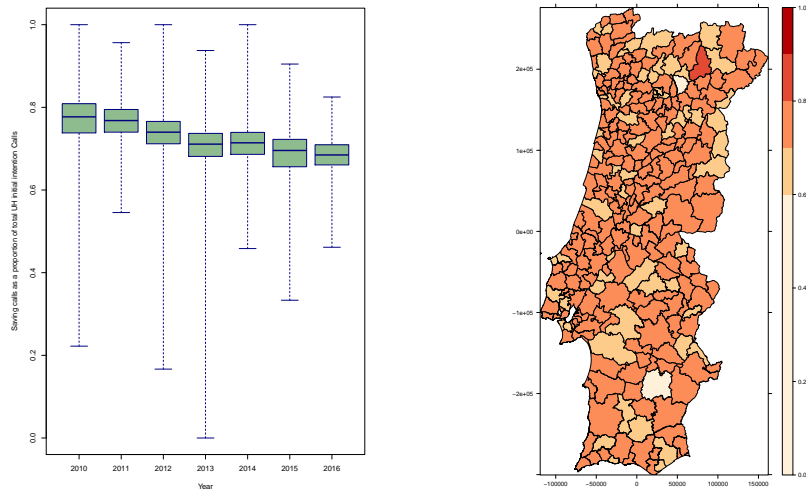 Saving calls as a proportion of total UH Initial intention Calls
1.0
0.8
0.6
0.4
0.2
0.0
2010 2011 2012 2013 2014 2015 2016
Year
2e+05
1e+05
0e+00
−1e+05
−2e+05
−100000 −50000 0 50000 100000 150000
1.0
0.8
0.6
0.4
0.2
0.0